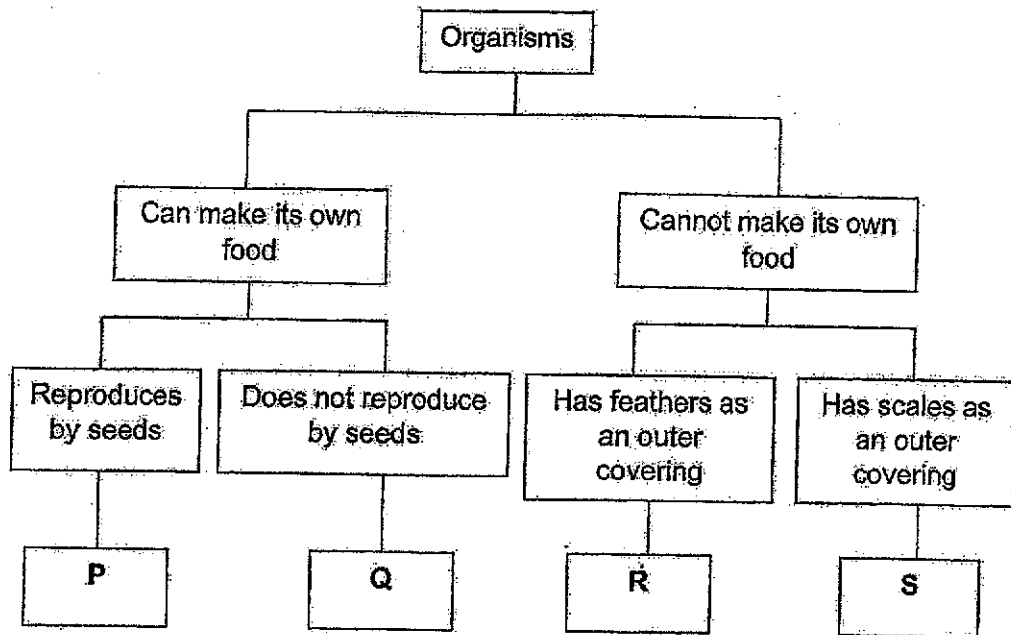 Organisms
Can make its own
food
Cannot make its own
food
Reproduces
by seeds
Does not reproduce
by seeds
Has feathers as
an outer
covering
Has scales as
an outer
covering
P
Q
R
S